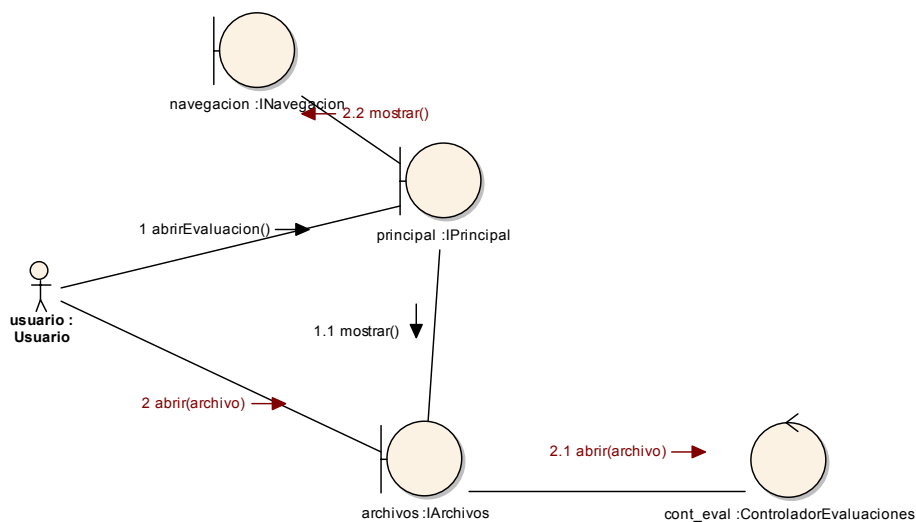 navegacion :INavegacion
2.2 mostrar()
1 abrirEvaluacion()
principal :IPrincipal
usuario :
Usuario
1.1 mostrar()
2 abrir(archivo)
2.1 abrir(archivo)
archivos :IArchivos
cont_eval :ControladorEvaluaciones